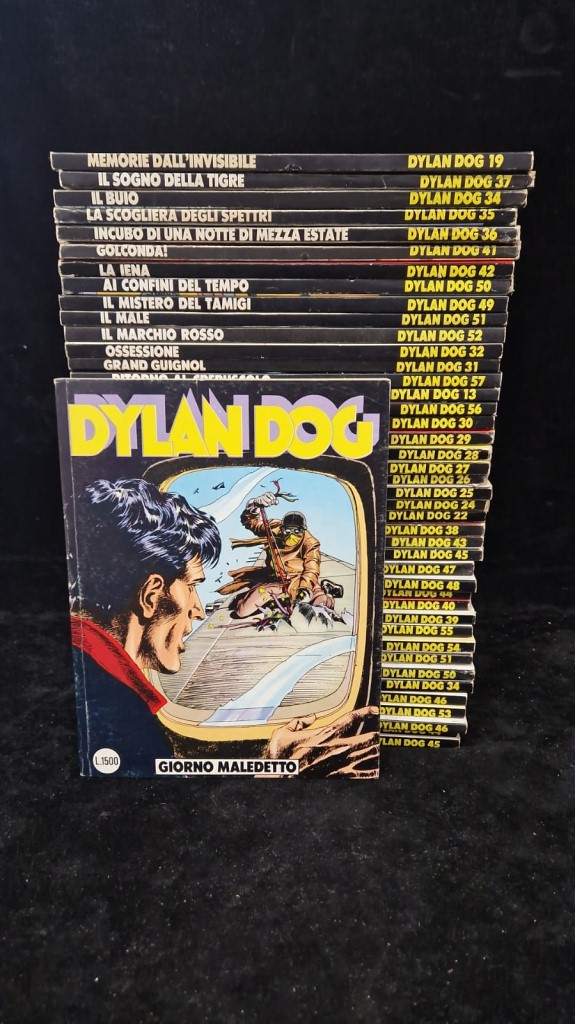 MEMORIE DALL'INVISIBILE DYLAN DOG 19
IL SOGNO DELLA TIGRE DYLAN DOG 37
IL BUIO DYLAN DOG 34
LA SCOGLIERA DEGLI SPETTRI DYLAN DOG 35
INCUBO DI UNA NOTTE DI MEZZA ESTATE DYLAN DOG 36
GOLCONDA! DYLAN DOG 41
LA IENA DYLAN DOG 42
AI CONFINI DEL TEMPO DYLAN DOG 50
IL MISTERO DEL TAMIGI DYLAN DOG 49
IL MALE DYLAN DOG 51
IL MARCHIO ROSSO DYLAN DOG 52
OSSESSIONE DYLAN DOG 32
GRAND GUIGNOL DYLAN DOG 31
RITORNO AL CREPUSCOLO DYLAN DOG 57
DYLAN DOG 13
DYLAN DOG 56
DYLAN DOG 30
DYLAN DOG 29
DYLAN DOG 28
DYLAN DOG 27
DYLAN DOG 26
DYLAN DOG 25
DYLAN DOG 24
DYLAN DOG 22
DYLAN DOG 38
DYLAN DOG 43
DYLAN DOG 45
DYLAN DOG 47
DYLAN DOG 48
DYLAN DOG 44
DYLAN DOG 40
DYLAN DOG 39
DYLAN DOG 55
DYLAN DOG 54
DYLAN DOG 51
DYLAN DOG 50
DYLAN DOG 34
DYLAN DOG 46
DYLAN DOG 53
DYLAN DOG 46
DYLAN DOG 45
DYLAN DOG
L.1500
GIORNO MALEDETTO